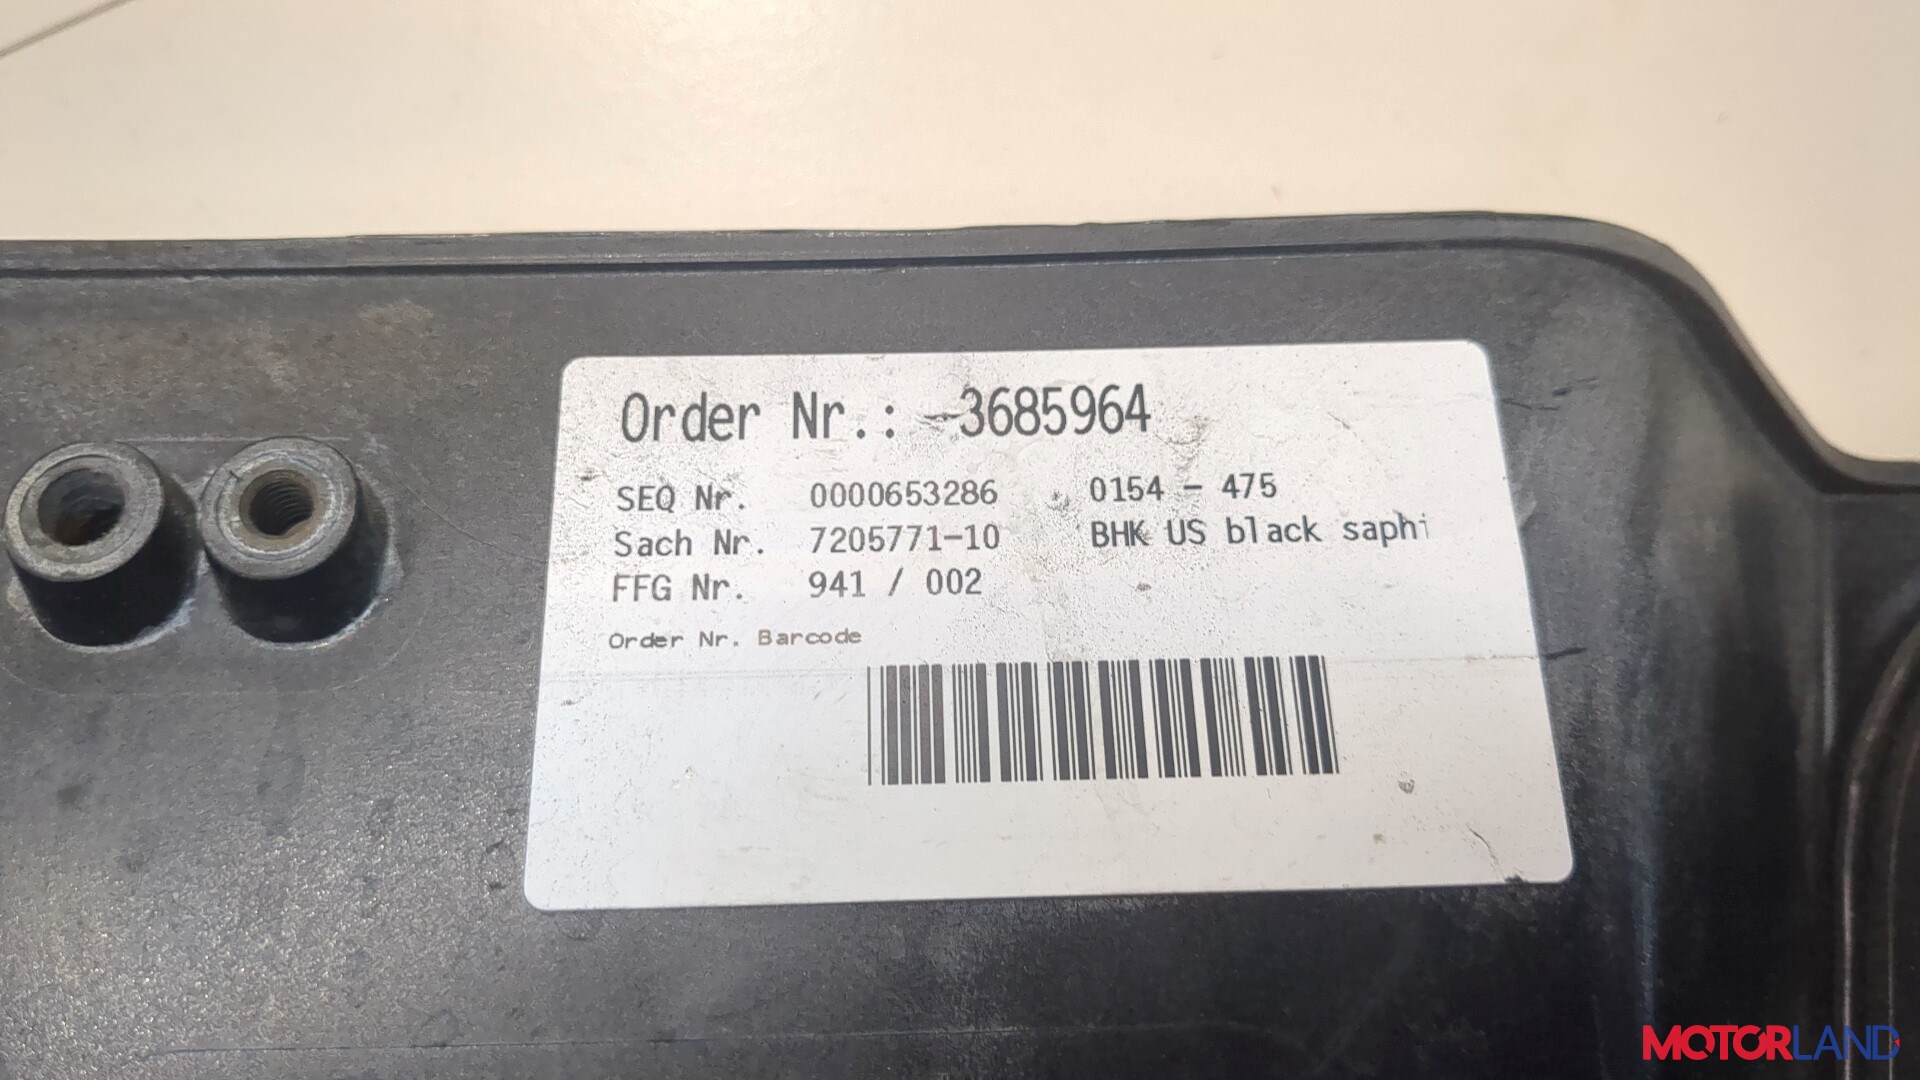 Order Nr.: -3685964
SEQ Nr. 0000653286 0154 - 475
Sach Nr. 7205771-10 BHK US black saphi
FFG Nr. 941 / 002
Order Nr. Barcode
MOTORLAND